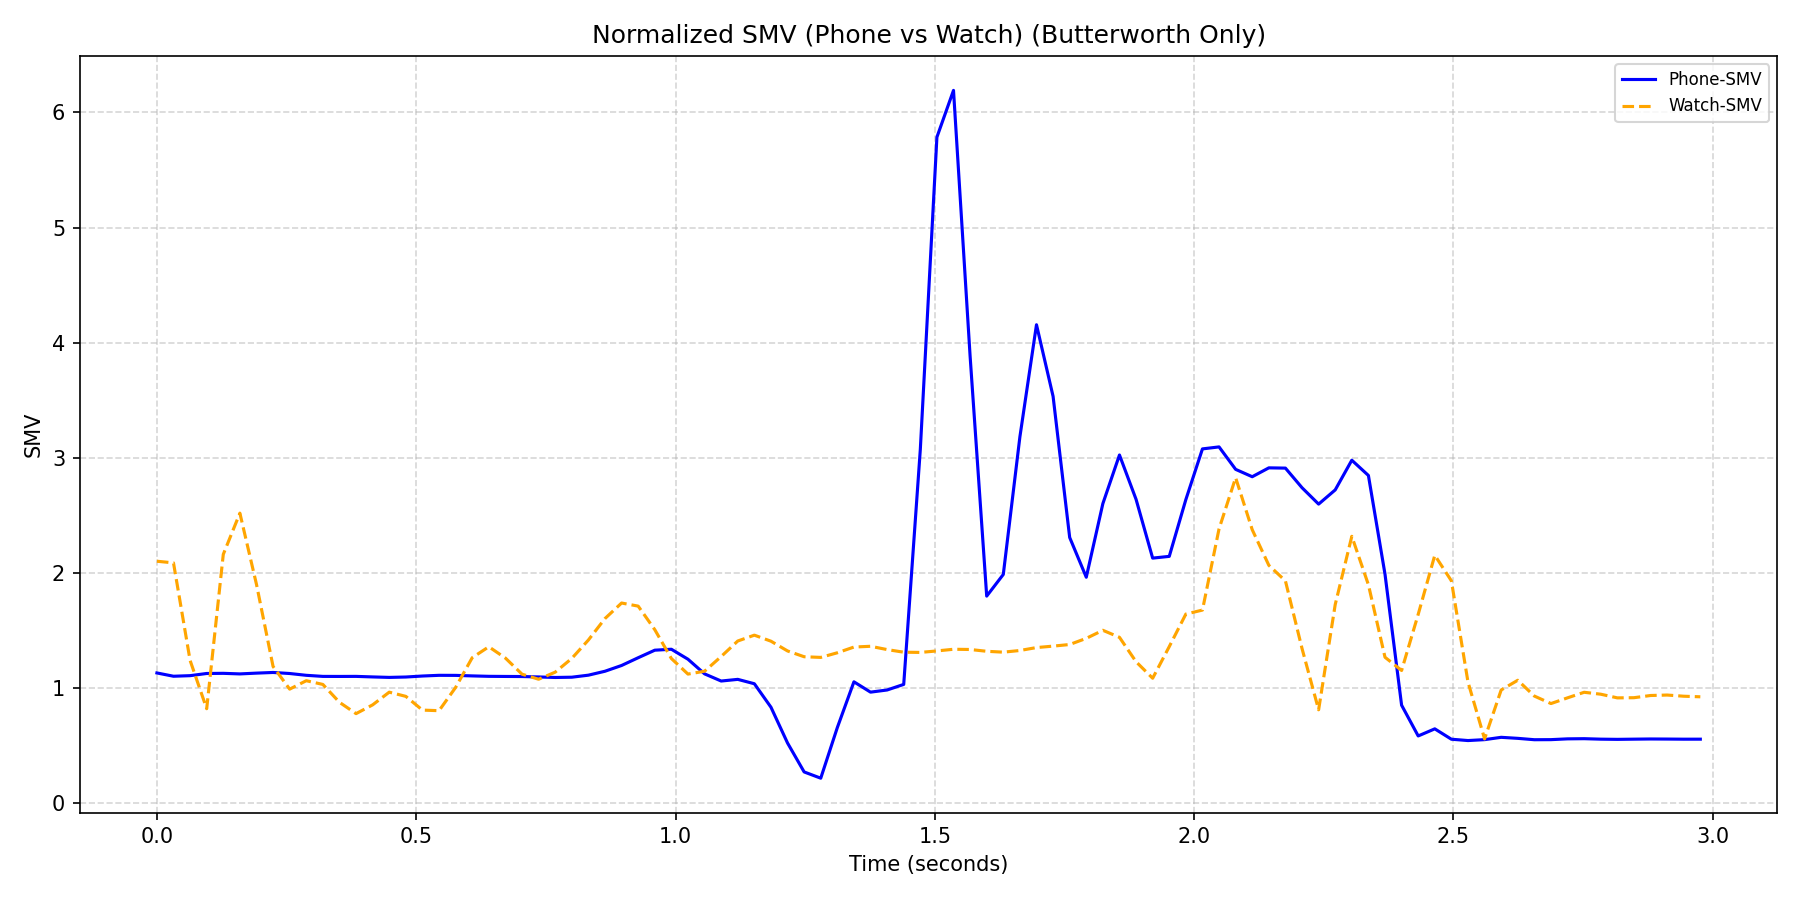 Normalized SMV (Phone vs Watch) (Butterworth Only)
Phone-SMV
Watch-SMV
6
5
4
3
2
1
0
SMV
0.0 0.5 1.0 1.5 2.0 2.5 3.0
Time (seconds)